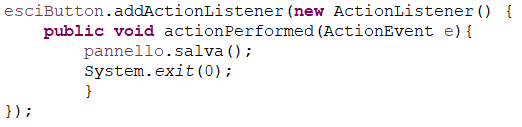 esciButton.addActionListener(new ActionListener() {
    public void actionPerformed(ActionEvent e){
        pannello.salva();
        System.exit(0);
        }
});